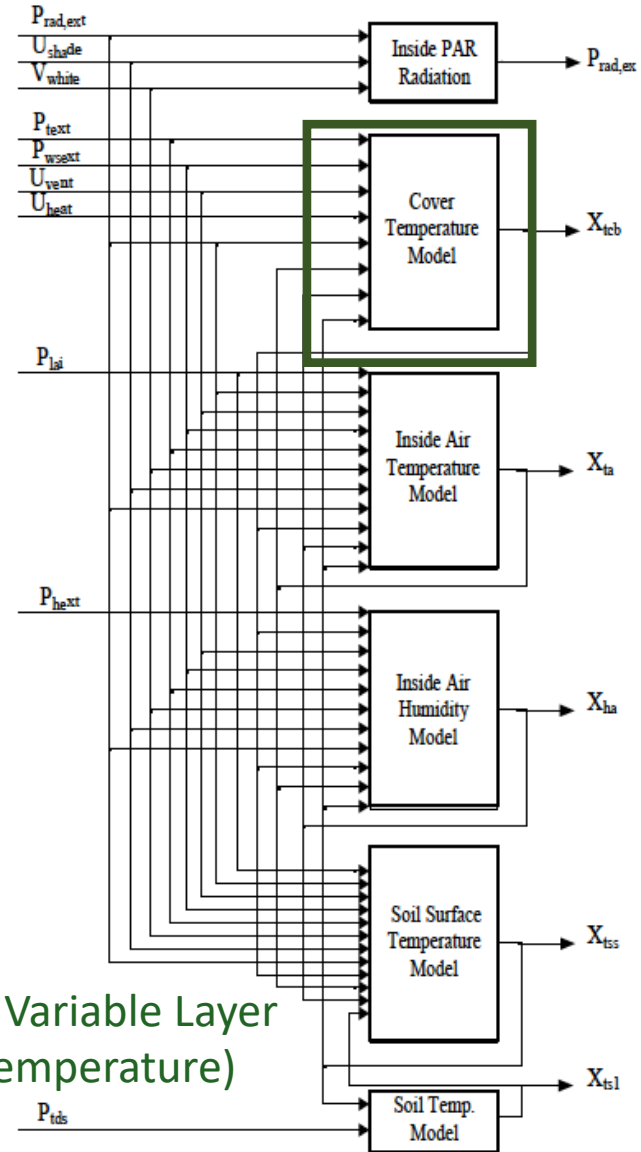 P_rad,ext
U_shade
V_white
Inside PAR
Radiation
P_rad,ex
P_text
P_wsext
U_vent
U_heat
Cover
Temperature
Model
X_tcb
P_lai
Inside Air
Temperature
Model
X_ta
P_hext
Inside Air
Humidity
Model
X_ha
Soil Surface
Temperature
Model
X_tss
Variable Layer
emperature)
X_ts1
P_tds
Soil Temp.
Model